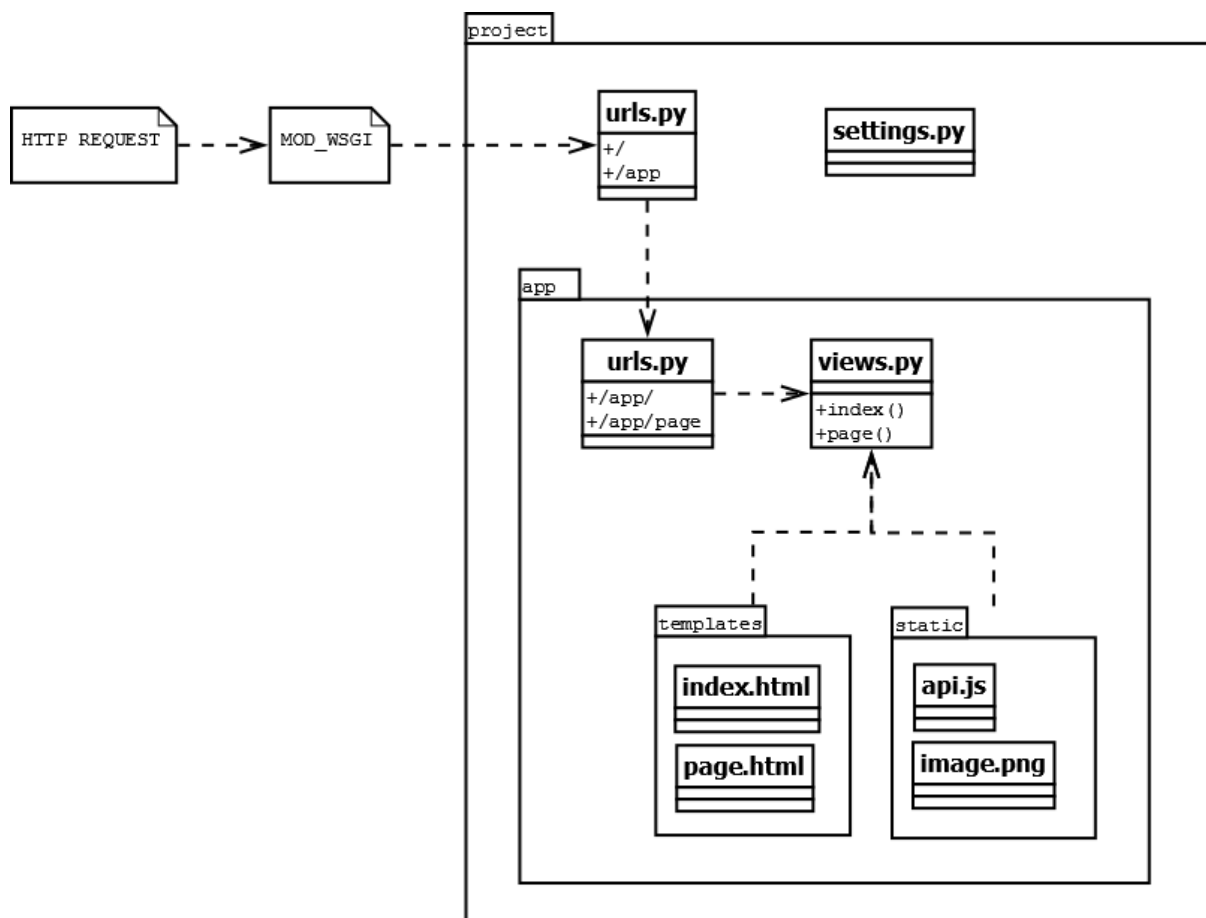 project
HTTP REQUEST
MOD_WSGI
urls.py
+/
+/app
settings.py
app
urls.py
+/app/
+/app/page
views.py
+index()
+page()
templates
index.html
page.html
static
api.js
image.png